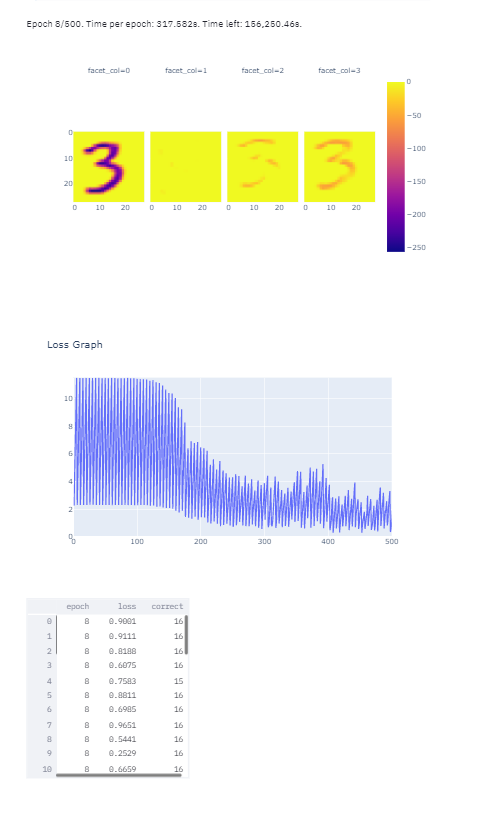 Epoch 8/500. Time per epoch: 317.582s. Time left: 156,250.46s.
facet_col=0 facet_col=1 facet_col=2 facet_col=3
0
10
20
0 10 20 0 10 20 0 10 20 0 10 20
0
−50
−100
−150
−200
−250
Loss Graph
10
8
6
4
2
0
0 100 200 300 400 500
epoch loss correct
0 8 0.9001 16
1 8 0.9111 16
2 8 0.8188 16
3 8 0.6075 16
4 8 0.7583 15
5 8 0.8811 16
6 8 0.6985 16
7 8 0.9651 16
8 8 0.5441 16
9 8 0.2529 16
10 8 0.6659 16